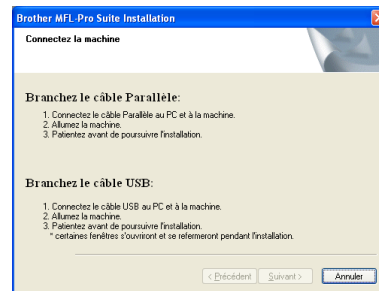 Brother MFL-Pro Suite Installation
Connectez la machine
Branchez le câble Parallèle:
1. Connectez le câble Parallèle au PC et à la machine.
2. Allumez la machine.
3. Patientez avant de poursuivre l'installation.
Branchez le câble USB:
1. Connectez le câble USB au PC et à la machine.
2. Allumez la machine.
3. Patientez avant de poursuivre l'installation.
* certaines fenêtres s'ouvriront et se refermeront pendant l'installation.
< Précédent Suivant > Annuler